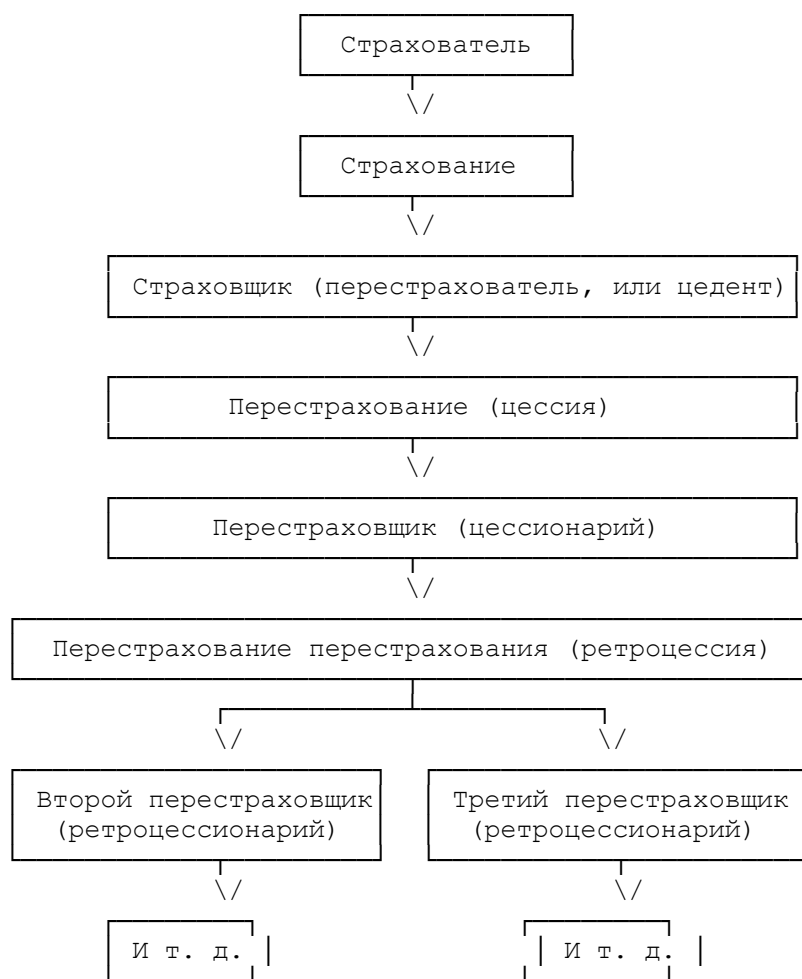 Страхователь
Страхование
Страховщик (перестрахователь, или цедент)
Перестрахование (цессия)
Перестраховщик (цессионарий)
Перестрахование перестрахования (ретроцессия)
Второй перестраховщик
(ретроцессионарий)
Третий перестраховщик
(ретроцессионарий)
И т. д.
И т. д.